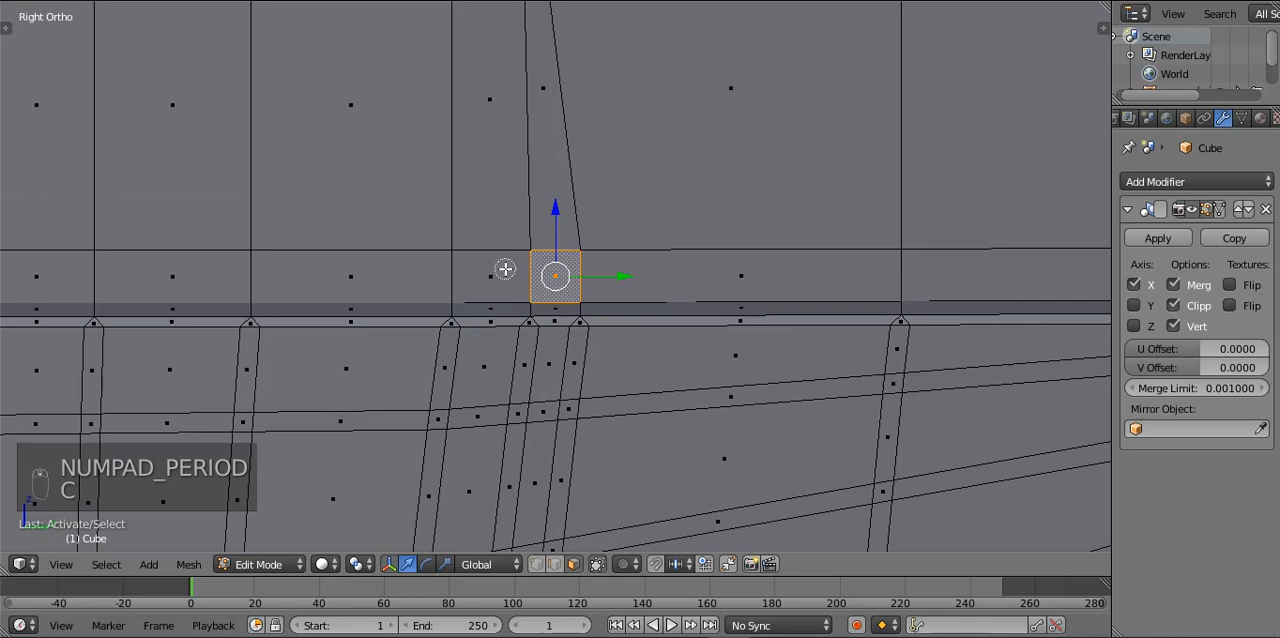 Right Ortho
NUMPAD_PERIOD
C
z
Last: Activate/Select
(1) Cube
View Select Add Mesh Edit Mode Global
-40 -20 0 20 40 60 80 100 120 140 160 180 200 220 240 260 280
View Marker Frame Playback Start: 1 End: 250 1 No Sync
View Search All Sc
Scene
RenderLay
World
Cube
Add Modifier
Apply Copy
Axis: Options: Textures:
X Merg Flip
Y Clipp Flip
Z Vert
U Offset: 0.0000
V Offset: 0.0000
Merge Limit: 0.001000
Mirror Object: